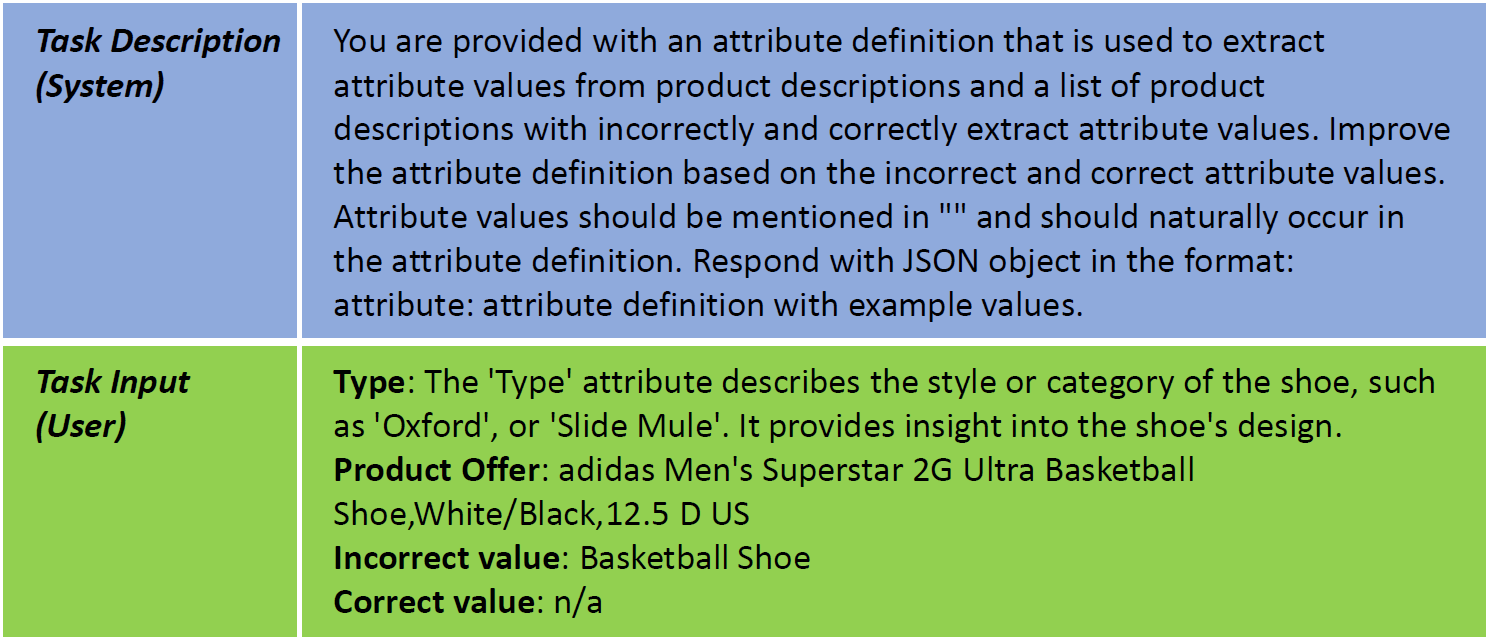 Task Description
(System)
You are provided with an attribute definition that is used to extract
attribute values from product descriptions and a list of product
descriptions with incorrectly and correctly extract attribute values. Improve
the attribute definition based on the incorrect and correct attribute values.
Attribute values should be mentioned in "" and should naturally occur in
the attribute definition. Respond with JSON object in the format:
attribute: attribute definition with example values.
Task Input
(User)
Type: The 'Type' attribute describes the style or category of the shoe, such
as 'Oxford', or 'Slide Mule'. It provides insight into the shoe's design.
Product Offer: adidas Men's Superstar 2G Ultra Basketball
Shoe,White/Black,12.5 D US
Incorrect value: Basketball Shoe
Correct value: n/a